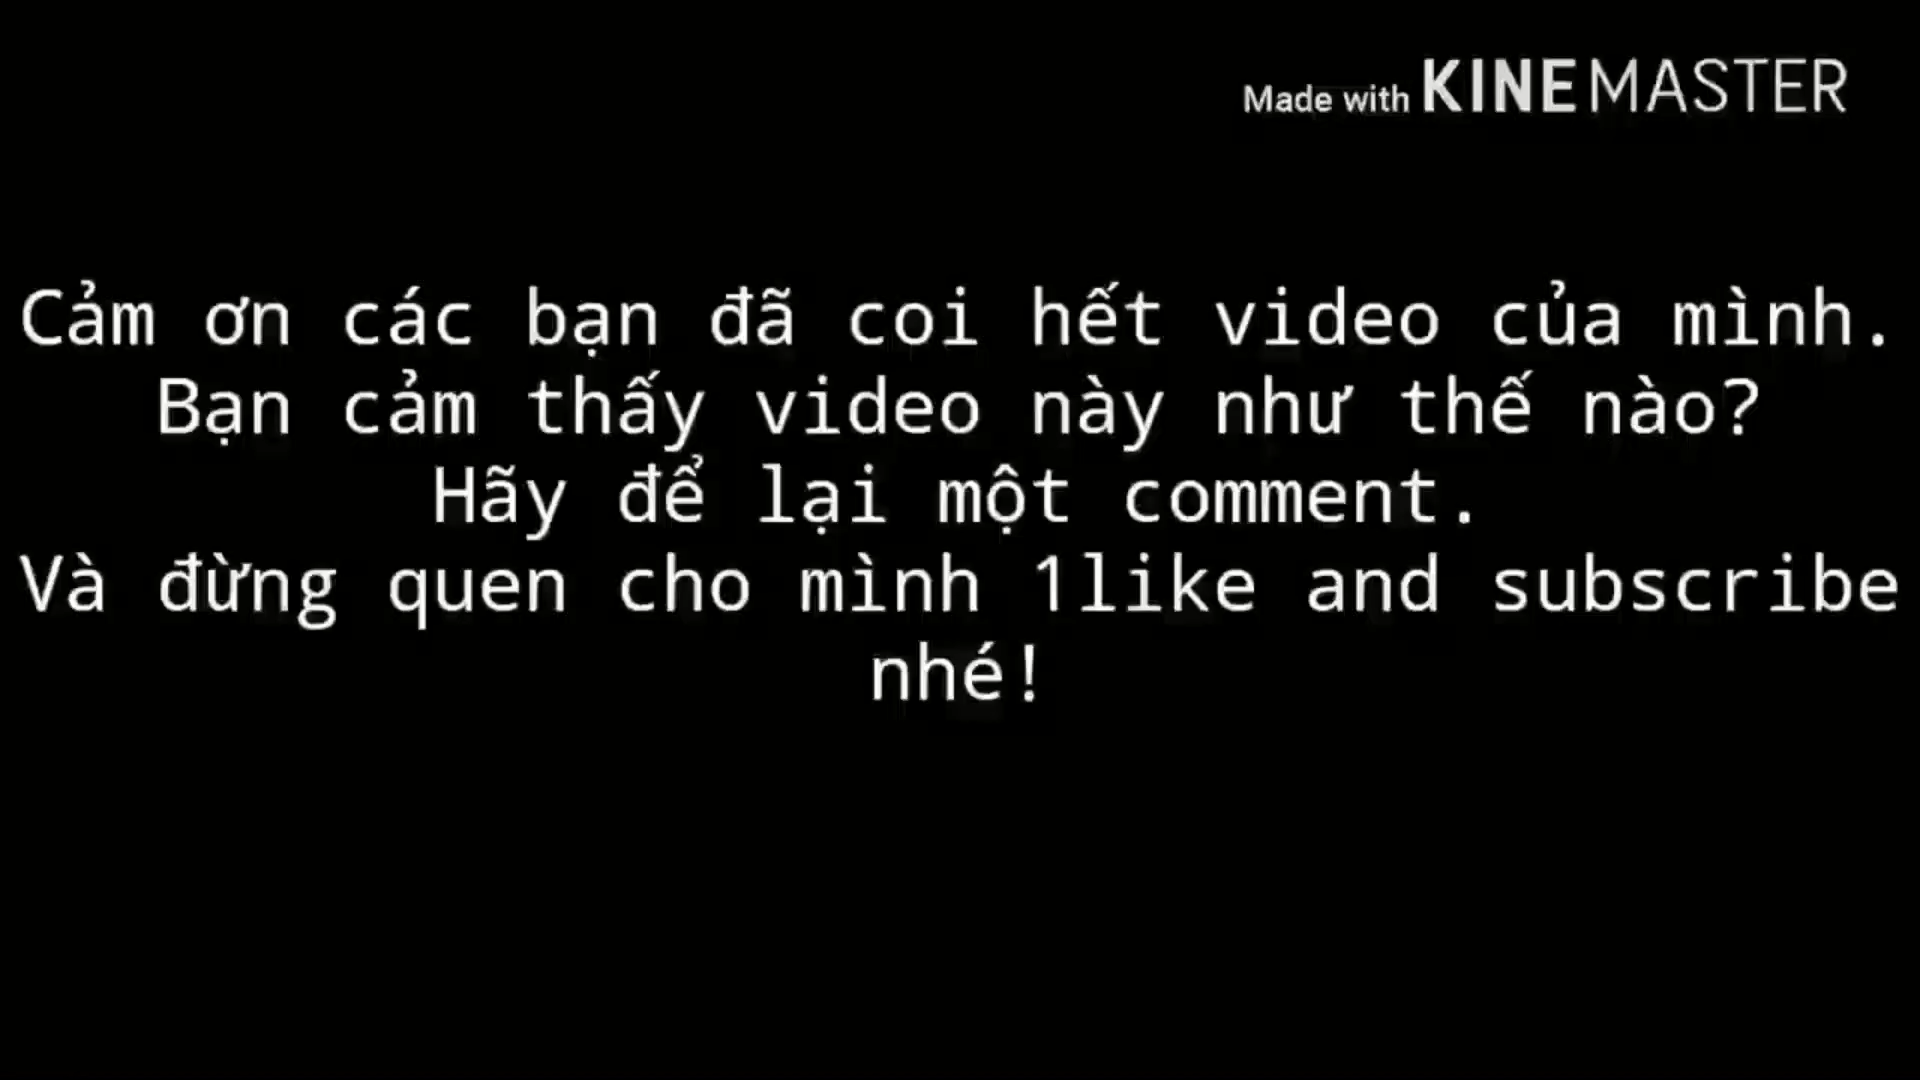 Made with KINEMASTER
Cảm ơn các bạn đã coi hết video của mình.
Bạn cảm thấy video này như thế nào?
Hãy để lại một comment.
Và đừng quen cho mình 1like and subscribe
nhé!